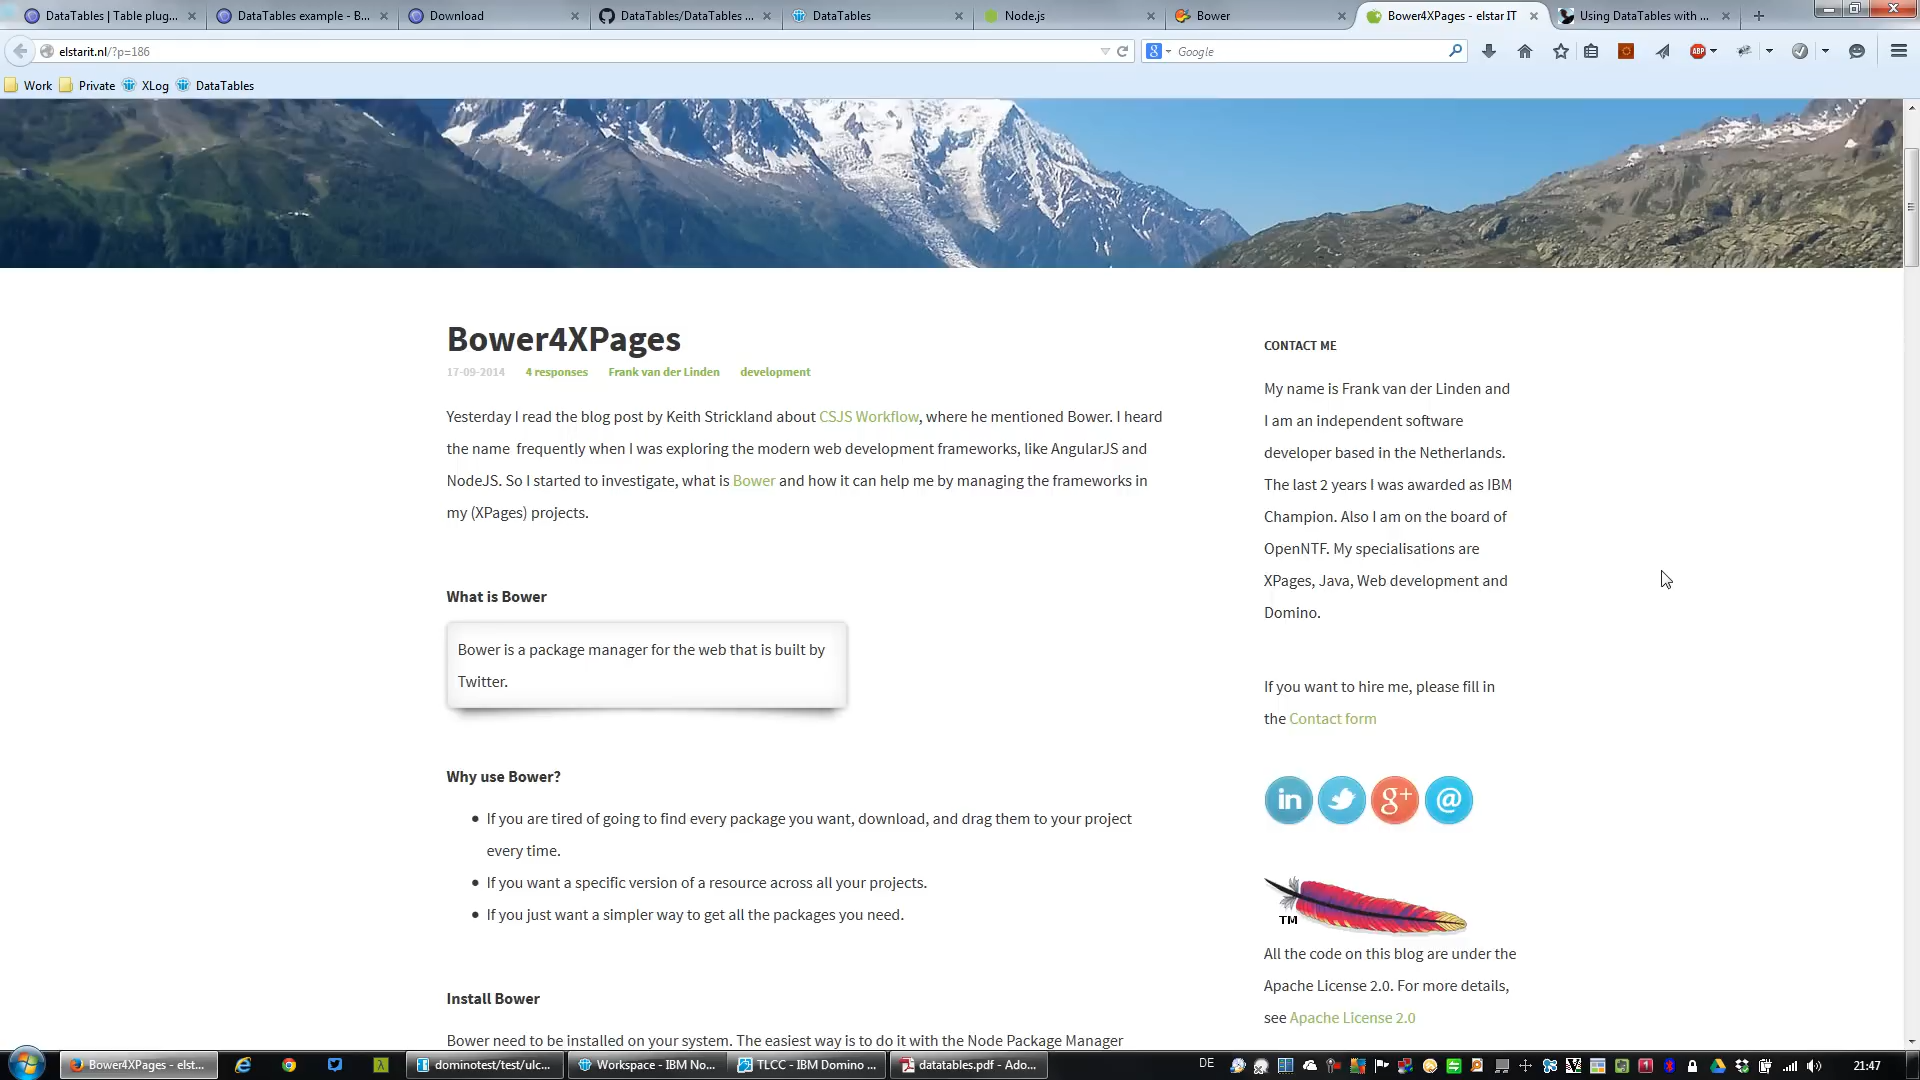 DataTables | Table plug...
DataTables example - B...
Download
DataTables/DataTables ...
DataTables
Node.js
Bower
Bower4XPages - elstar IT
Using DataTables with ...
elstarit.nl/?p=186
Google
Work
Private
XLog
DataTables
Bower4XPages
17-09-2014 4 responses Frank van der Linden development
Yesterday I read the blog post by Keith Strickland about CSJS Workflow, where he mentioned Bower. I heard
the name frequently when I was exploring the modern web development frameworks, like AngularJS and
NodeJS. So I started to investigate, what is Bower and how it can help me by managing the frameworks in
my (XPages) projects.
What is Bower
Bower is a package manager for the web that is built by
Twitter.
Why use Bower?
If you are tired of going to find every package you want, download, and drag them to your project
every time.
If you want a specific version of a resource across all your projects.
If you just want a simpler way to get all the packages you need.
Install Bower
Bower need to be installed on your system. The easiest way is to do it with the Node Package Manager
CONTACT ME
My name is Frank van der Linden and
I am an independent software
developer based in the Netherlands.
The last 2 years I was awarded as IBM
Champion. Also I am on the board of
OpenNTF. My specialisations are
XPages, Java, Web development and
Domino.
If you want to hire me, please fill in
the Contact form
in
g+
@
TM
All the code on this blog are under the
Apache License 2.0. For more details,
see Apache License 2.0
Bower4XPages - elst...
dominotest/test/ulc...
Workspace - IBM No...
TLCC - IBM Domino ...
datatables.pdf - Ado...
DE
21:47